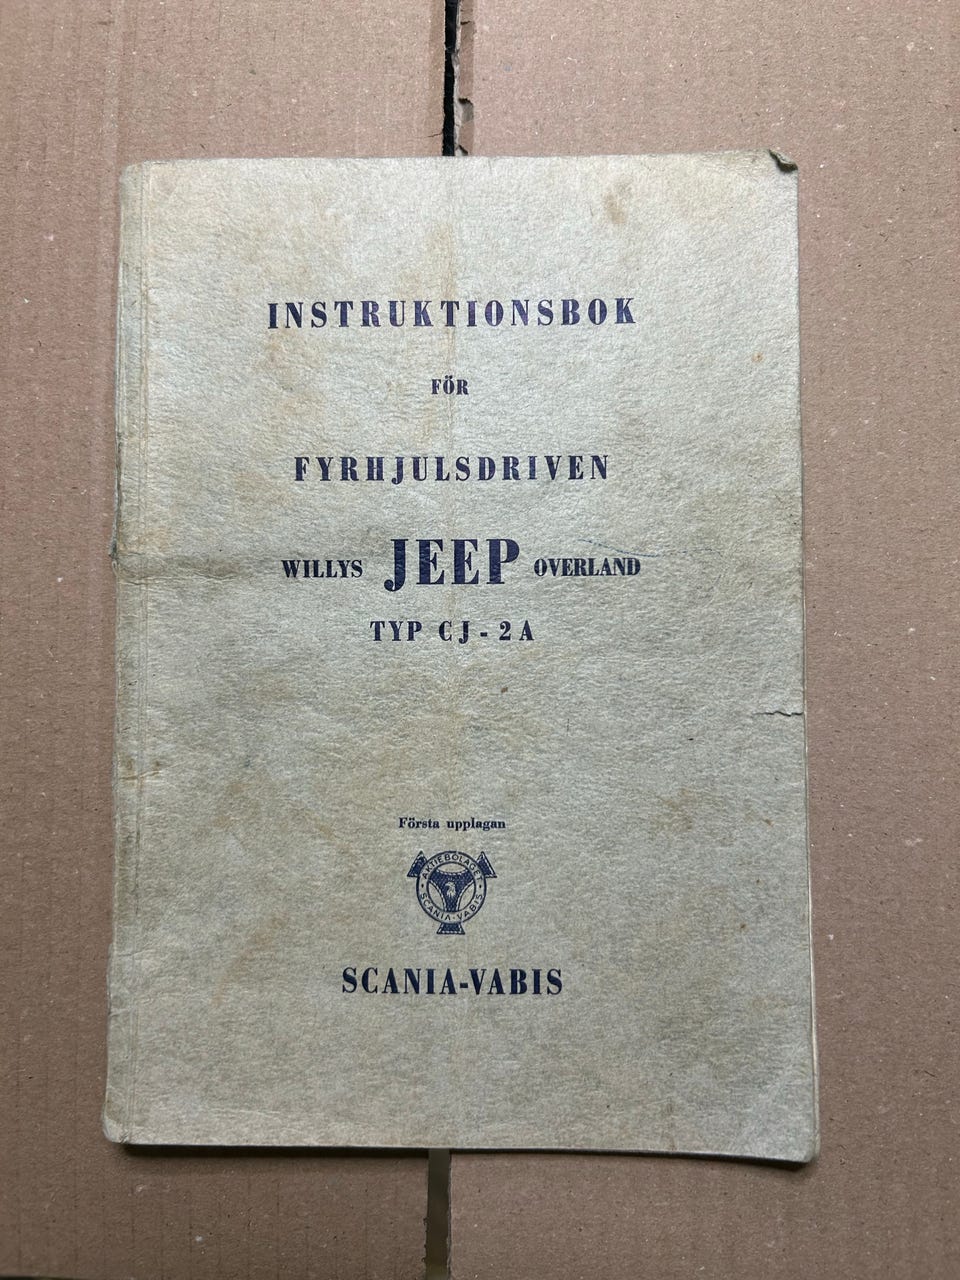 INSTRUKTIONSBOK
FÖR
FYRHJULSDRIVEN
WILLYS JEEP OVERLAND
TYP CJ-2A
Första upplagan
AKTIEBOLAGET
SCANIA-VABIS
SCANIA-VABIS